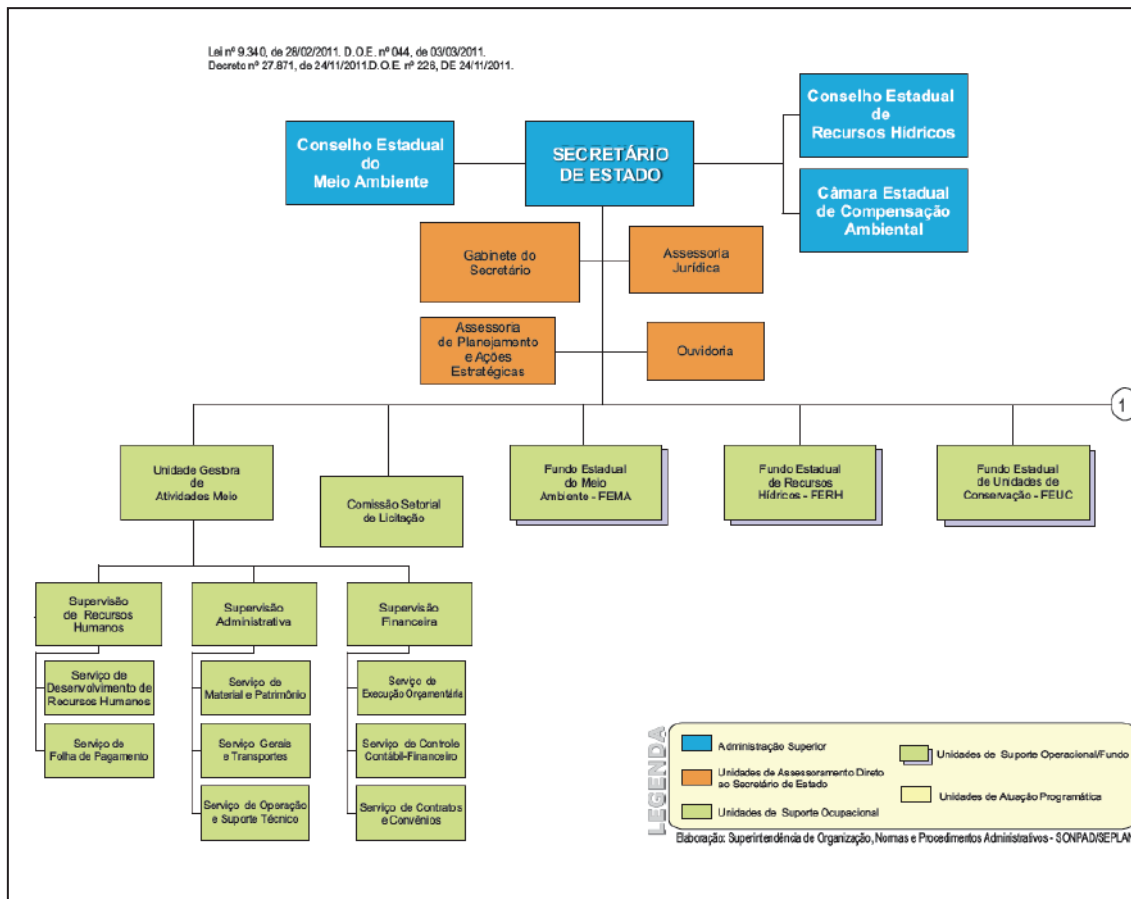 Lei nº 9.340, de 28/02/2011. D.O.E. nº 044, de 03/03/2011.
Decreto nº 27.871, de 24/11/2011.D.O.E. nº 228, DE 24/11/2011.
Conselho Estadual
do
Meio Ambiente
SECRETÁRIO
DE ESTADO
Conselho Estadual
de
Recursos Hídricos
Câmara Estadual
de Compensação
Ambiental
Gabinete do
Secretário
Assessoria
Jurídica
Assessoria
de Planejamento
e Ações
Estratégicas
Ouvidoria
1
Unidade Gestora
de
Atividades Meio
Comissão Setorial
de Licitação
Fundo Estadual
do Meio
Ambiente - FEMA
Fundo Estadual
de Recursos
Hídricos - FERH
Fundo Estadual
de Unidades de
Conservação - FEUC
Supervisão
de Recursos
Humanos
Supervisão
Administrativa
Supervisão
Financeira
Serviço de
Desenvolvimento de
Recursos Humanos
Serviço de
Material e Patrimônio
Serviço de
Execução Orçamentária
Serviço de
Folha de Pagamento
Serviço Gerais
e Transportes
Serviço de Controle
Contábil-Financeiro
Serviço de Operação
e Suporte Técnico
Serviço de Contratos
e Convênios
LEGENDA
Administração Superior
Unidades de Assessoramento Direto
ao Secretário de Estado
Unidades de Suporte Ocupacional
Unidades de Suporte Operacional/Fundo
Unidades de Atuação Programática
Elaboração: Superintendência de Organização, Normas e Procedimentos Administrativos - SONPAD/SEPLAN